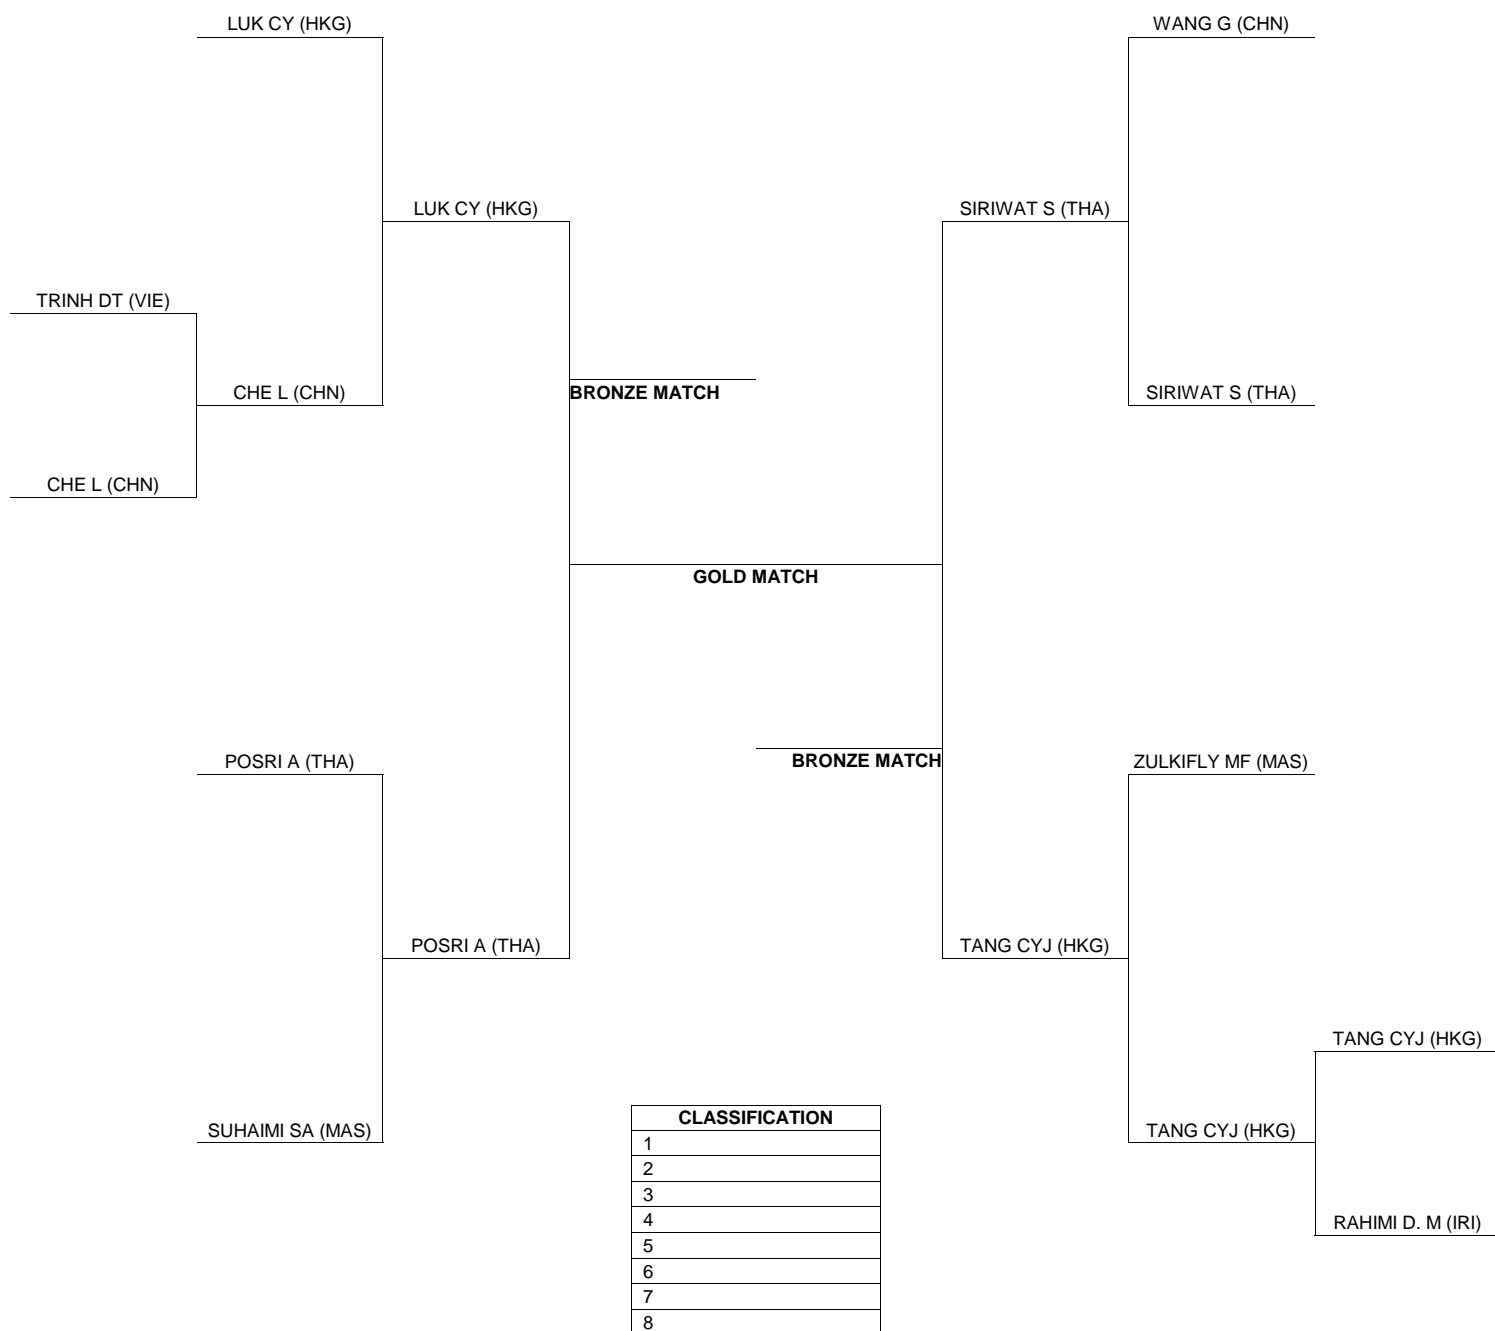 LUK CY (HKG)
WANG G (CHN)
LUK CY (HKG)
SIRIWAT S (THA)
TRINH DT (VIE)
CHE L (CHN)
BRONZE MATCH
SIRIWAT S (THA)
CHE L (CHN)
GOLD MATCH
POSRI A (THA)
BRONZE MATCH
ZULKIFLY MF (MAS)
POSRI A (THA)
TANG CYJ (HKG)
TANG CYJ (HKG)
SUHAIMI SA (MAS)
TANG CYJ (HKG)
RAHIMI D. M (IRI)
CLASSIFICATION
1
2
3
4
5
6
7
8